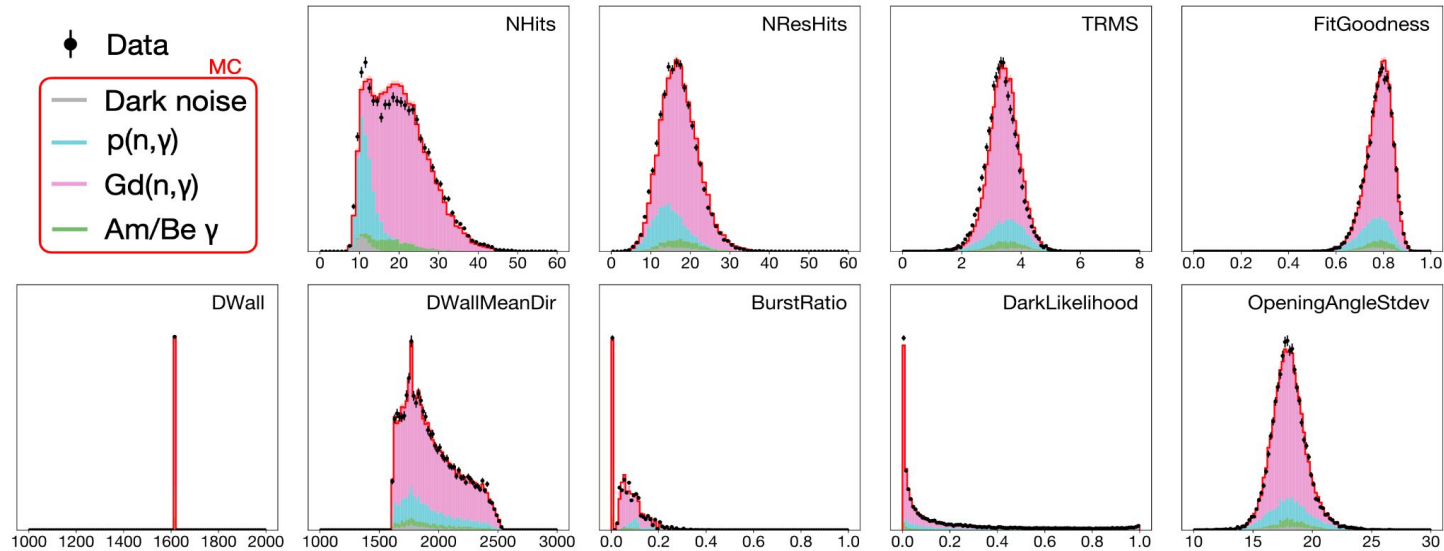 Data
MC
Dark noise
p(n,γ)
Gd(n,γ)
Am/Be γ
NHits
0 10 20 30 40 50 60
NResHits
0 10 20 30 40 50 60
TRMS
0 2 4 6 8
FitGoodness
0.0 0.2 0.4 0.6 0.8 1.0
DWall
1000 1200 1400 1600 1800 2000
DWallMeanDir
1000 1500 2000 2500 3000
BurstRatio
0.0 0.2 0.4 0.6 0.8 1.0
DarkLikelihood
0.0 0.2 0.4 0.6 0.8 1.0
OpeningAngleStdev
10 15 20 25 30